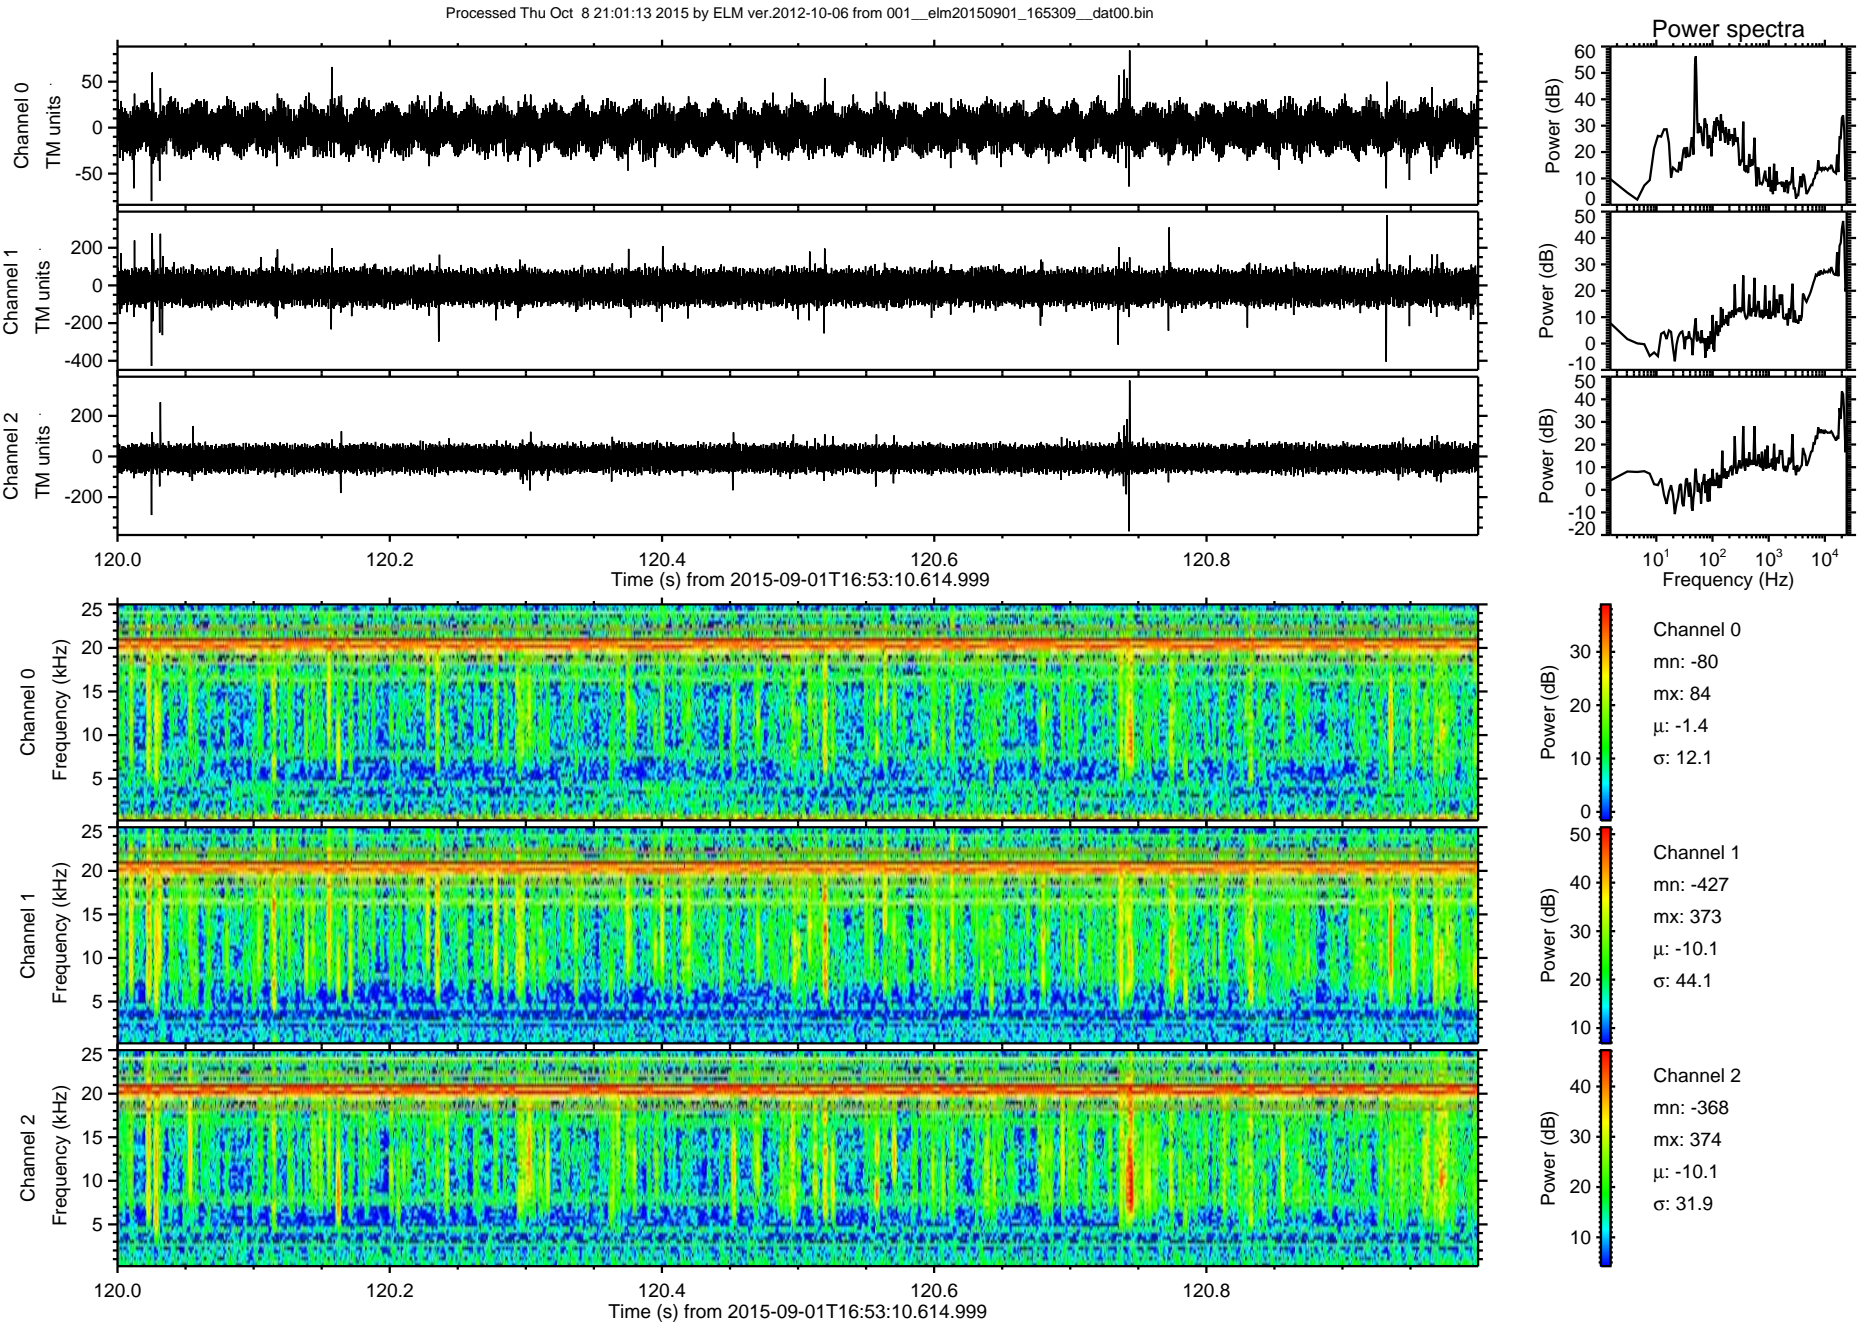 Processed Thu Oct  8 21:01:13 2015 by ELM ver.2012-10-06 from 001__elm20150901_165309__dat00.bin
Power spectra
Channel 0
TM units
50
0
-50
Power (dB)
60
50
40
30
20
10
0
Channel 1
TM units
200
0
-200
-400
Power (dB)
50
40
30
20
10
0
-10
Channel 2
TM units
200
0
-200
Power (dB)
50
40
30
20
10
0
-10
-20
120.0 120.2 120.4 120.6 120.8
Time (s) from 2015-09-01T16:53:10.614.999
10¹ 10² 10³ 10⁴
Frequency (Hz)
Channel 0
Frequency (kHz)
25
20
15
10
5
Power (dB)
30
20
10
0
Channel 0
mn: -80
mx: 84
μ: -1.4
σ: 12.1
Channel 1
Frequency (kHz)
25
20
15
10
5
Power (dB)
50
40
30
20
10
Channel 1
mn: -427
mx: 373
μ: -10.1
σ: 44.1
Channel 2
Frequency (kHz)
25
20
15
10
5
Power (dB)
40
30
20
10
Channel 2
mn: -368
mx: 374
μ: -10.1
σ: 31.9
120.0 120.2 120.4 120.6 120.8
Time (s) from 2015-09-01T16:53:10.614.999